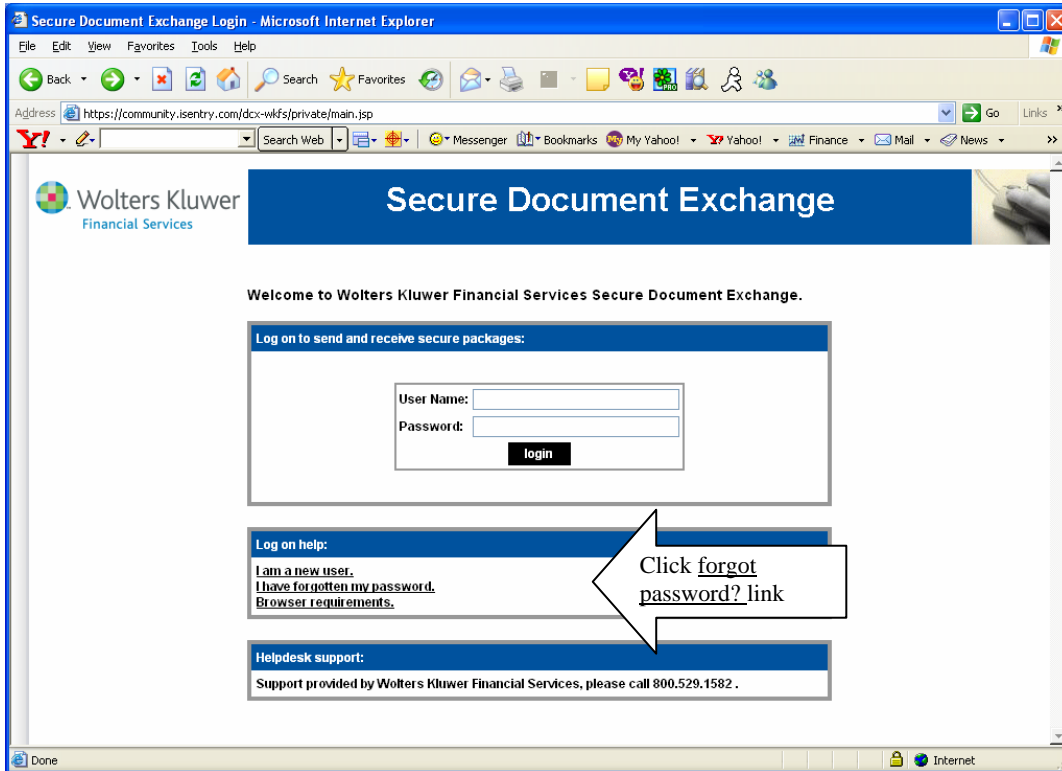 Secure Document Exchange Login - Microsoft Internet Explorer
File Edit View Favorites Tools Help
Back Search Favorites
Address https://community.isentry.com/dcx-wkfs/private/main.jsp Go Links »
Y! Search Web Messenger Bookmarks My Yahoo! Yahoo! Finance Mail News »
Wolters Kluwer
Financial Services
Secure Document Exchange
Welcome to Wolters Kluwer Financial Services Secure Document Exchange.
Log on to send and receive secure packages:
User Name:
Password:
login
Log on help:
I am a new user.
I have forgotten my password.
Browser requirements.
Click forgot
password? link
Helpdesk support:
Support provided by Wolters Kluwer Financial Services, please call 800.529.1582 .
Done Internet